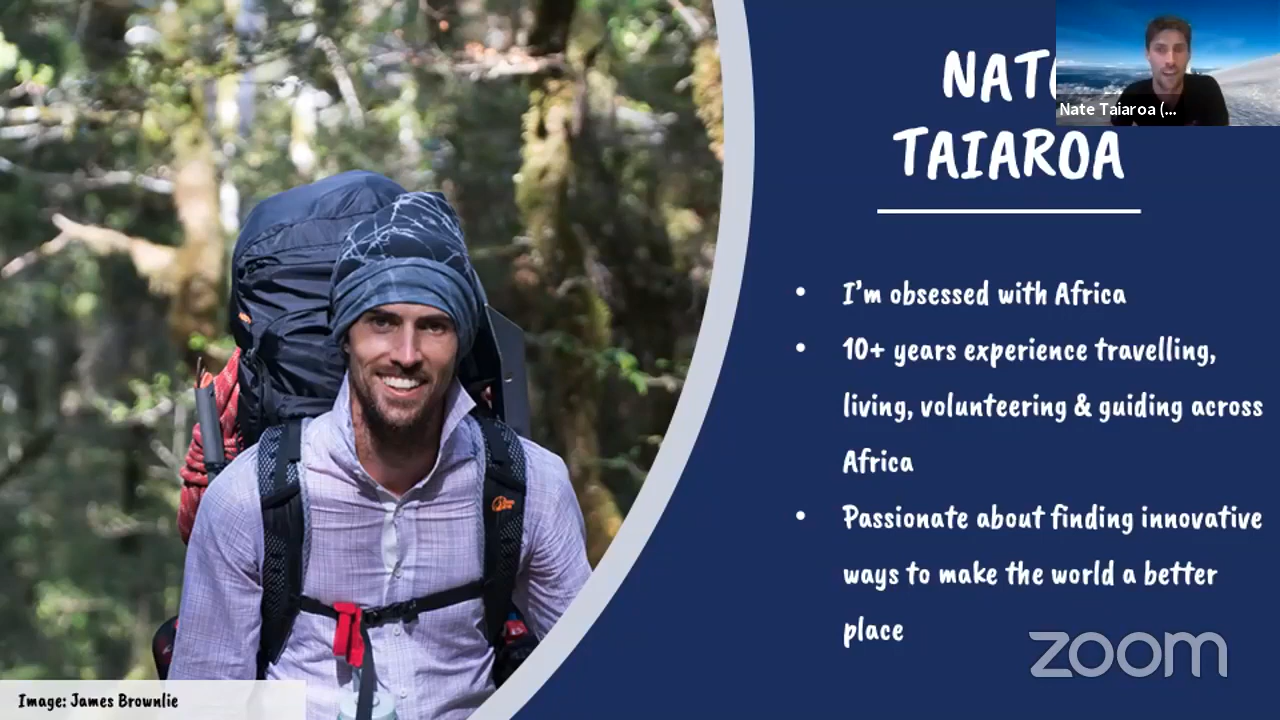 NATE
TAIAROA
Nate Taiaroa (...
• I'm obsessed with Africa
• 10+ years experience travelling,
living, volunteering & guiding across
Africa
• Passionate about finding innovative
ways to make the world a better
place
zoom
Image: James Brownlie